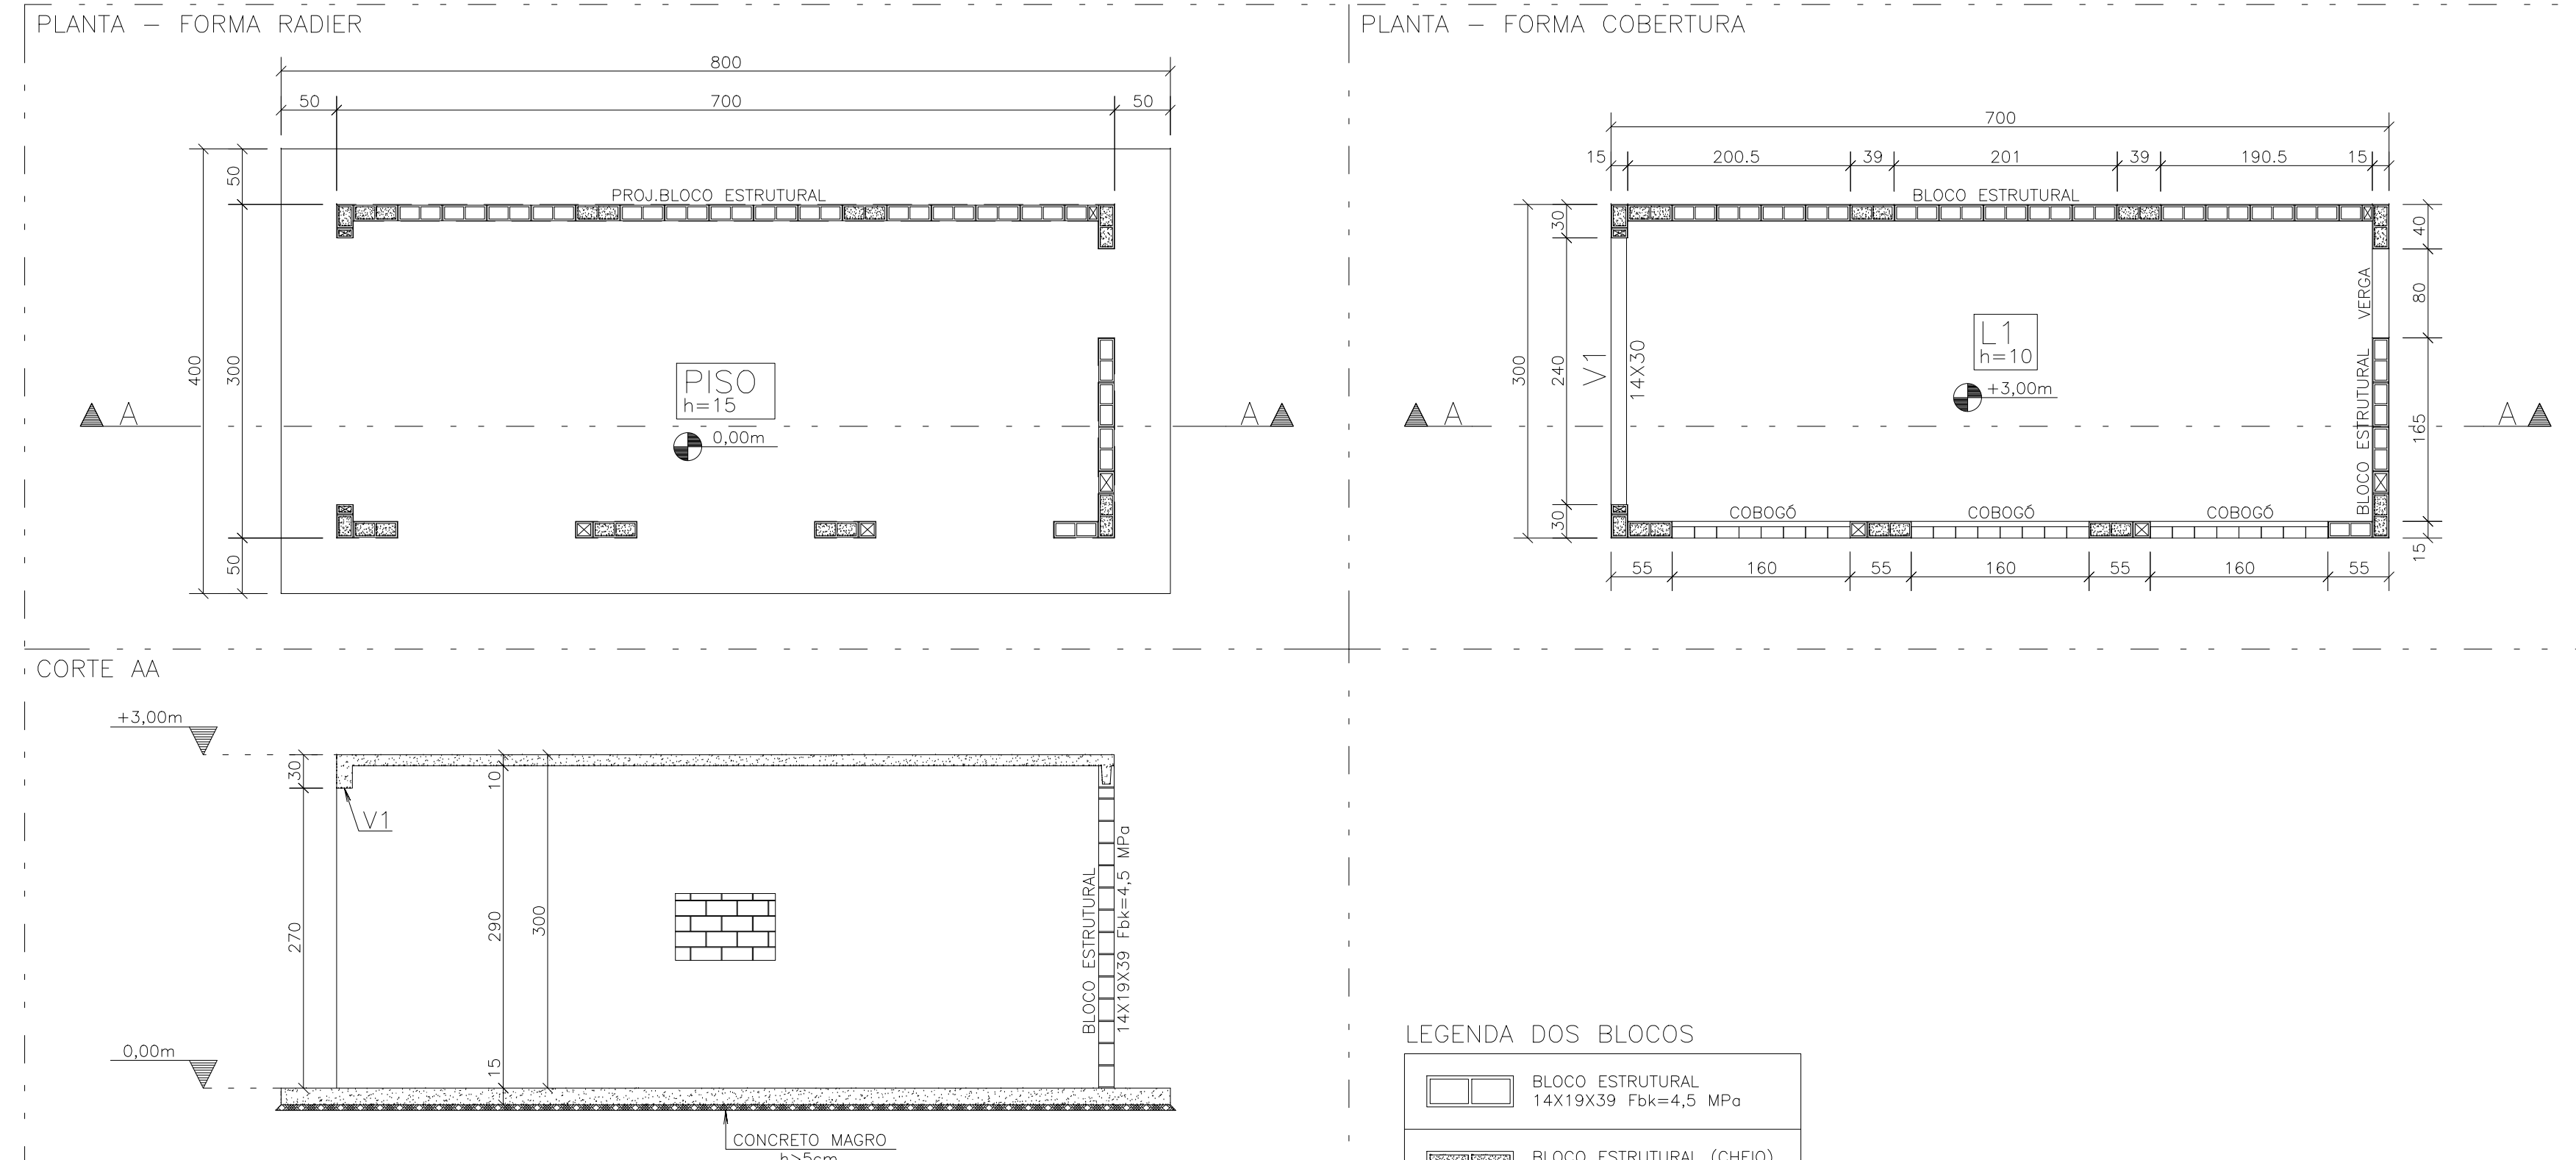 PLANTA – FORMA RADIER
800
50
700
50
PROJ.BLOCO ESTRUTURAL
400
50
300
50
PISO
h=15
0,00m
A
A
PLANTA – FORMA COBERTURA
700
15
200.5
39
201
39
190.5
15
BLOCO ESTRUTURAL
300
30
240
30
V1
14X30
L1
h=10
+3,00m
VERGA
BLOCO ESTRUTURAL
40
80
165
15
A
A
COBOGÓ
COBOGÓ
COBOGÓ
55
160
55
160
55
160
55
CORTE AA
+3,00m
0,00m
30
270
10
290
15
300
V1
BLOCO ESTRUTURAL
14X19X39 Fbk=4,5 MPa
CONCRETO MAGRO
h>5cm
LEGENDA DOS BLOCOS
BLOCO ESTRUTURAL
14X19X39 Fbk=4,5 MPa
BLOCO ESTRUTURAL (CHEIO)